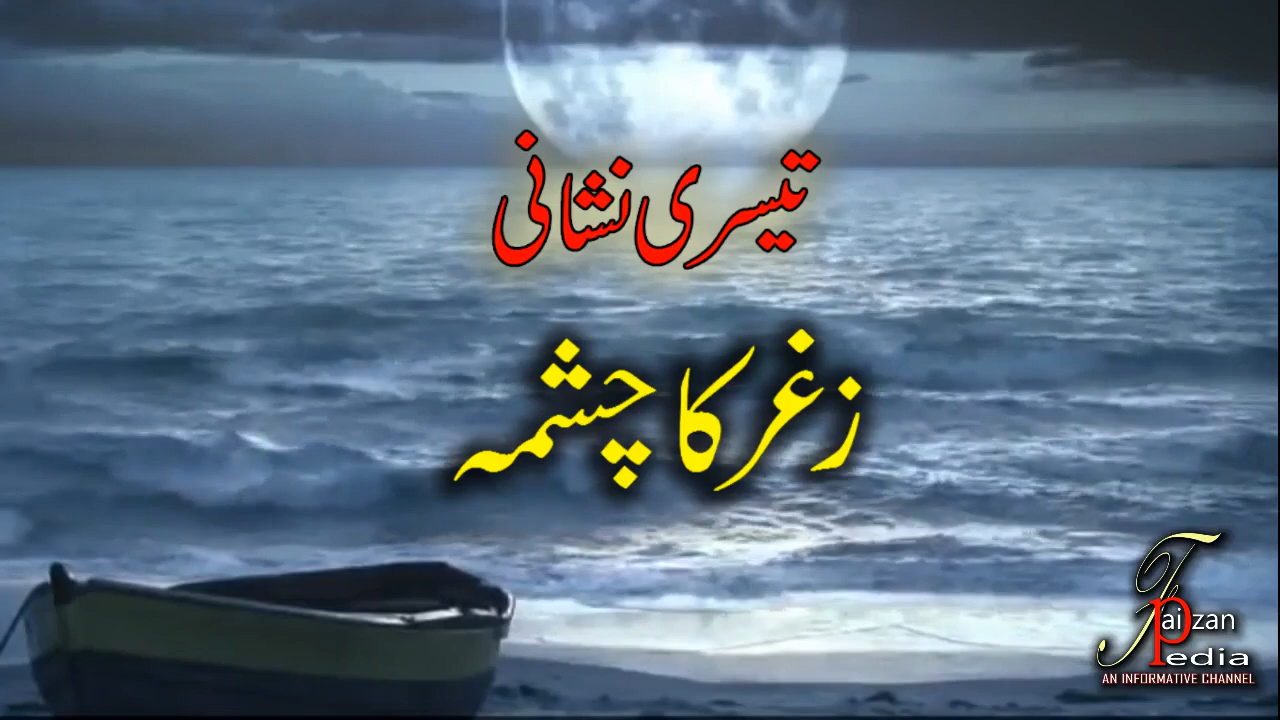 تیسری نشانی
زغر کا چشمہ
Faizan
Pedia
AN INFORMATIVE CHANNEL